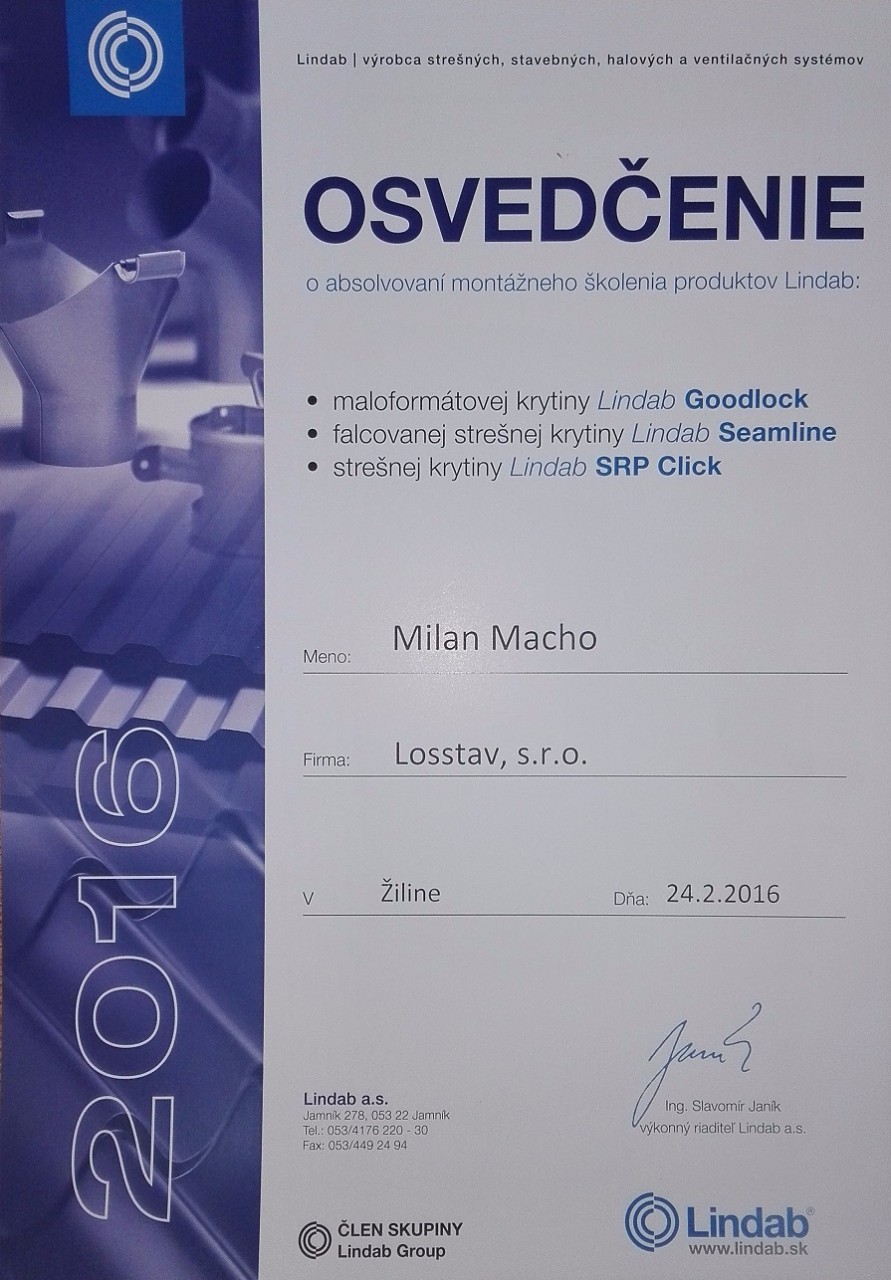 Lindab | výrobca strešných, stavebných, halových a ventilačných systémov
OSVEDČENIE
o absolvovaní montážneho školenia produktov Lindab:
• maloformátovej krytiny Lindab Goodlock
• falcovanej strešnej krytiny Lindab Seamline
• strešnej krytiny Lindab SRP Click
Meno: Milan Macho
Firma: Losstav, s.r.o.
V Žiline Dňa: 24.2.2016
2016
Lindab a.s.
Jamník 278, 053 22 Jamník
Tel.: 053/4176 220 - 30
Fax: 053/449 24 94
Ing. Slavomír Janík
výkonný riaditeľ Lindab a.s.
ČLEN SKUPINY
Lindab Group
Lindab®
www.lindab.sk